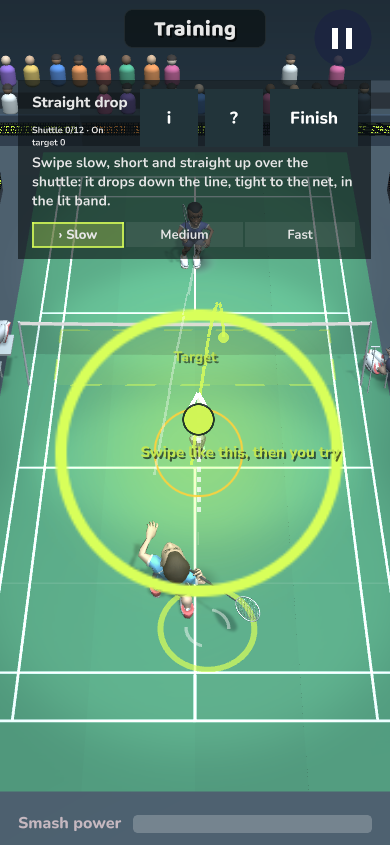 Training
Straight drop
i
?
Finish
Shuttle 0/12 · On
target 0
Swipe slow, short and straight up over the
shuttle: it drops down the line, tight to the net, in
the lit band.
› Slow
Medium
Fast
Target
Swipe like this, then you try
Smash power